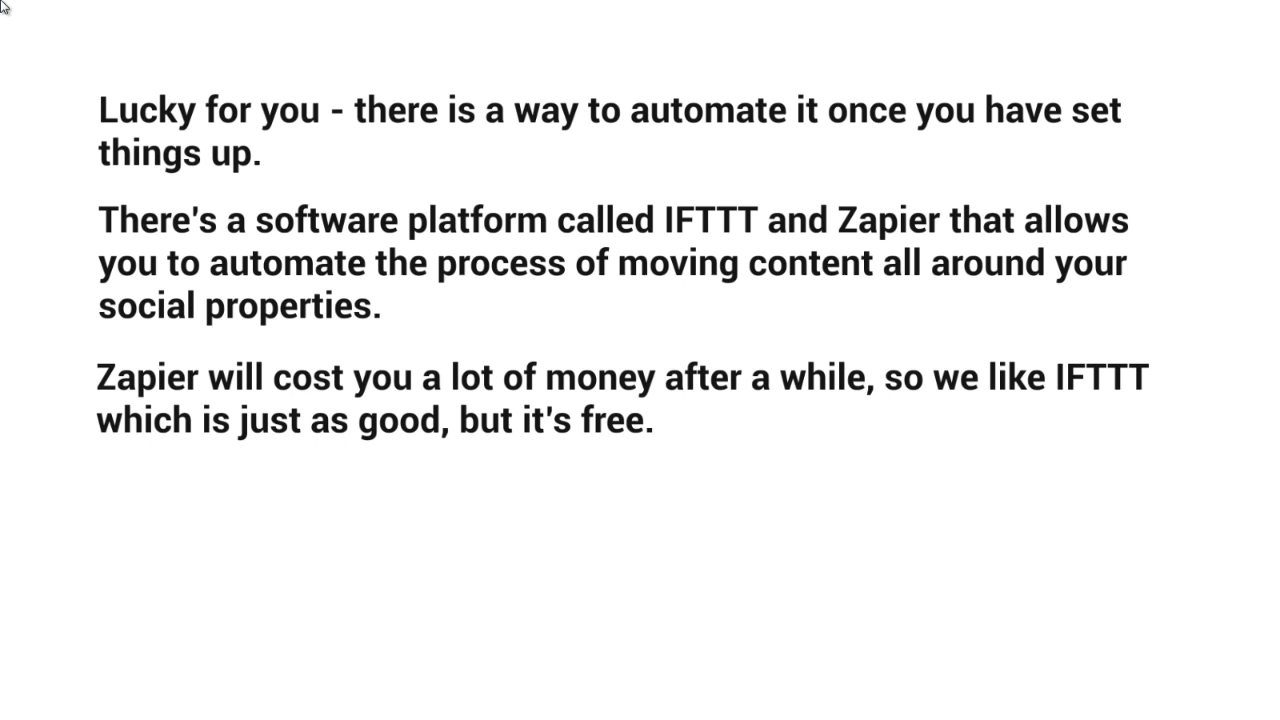 Lucky for you - there is a way to automate it once you have set
things up.
There's a software platform called IFTTT and Zapier that allows
you to automate the process of moving content all around your
social properties.
Zapier will cost you a lot of money after a while, so we like IFTTT
which is just as good, but it's free.